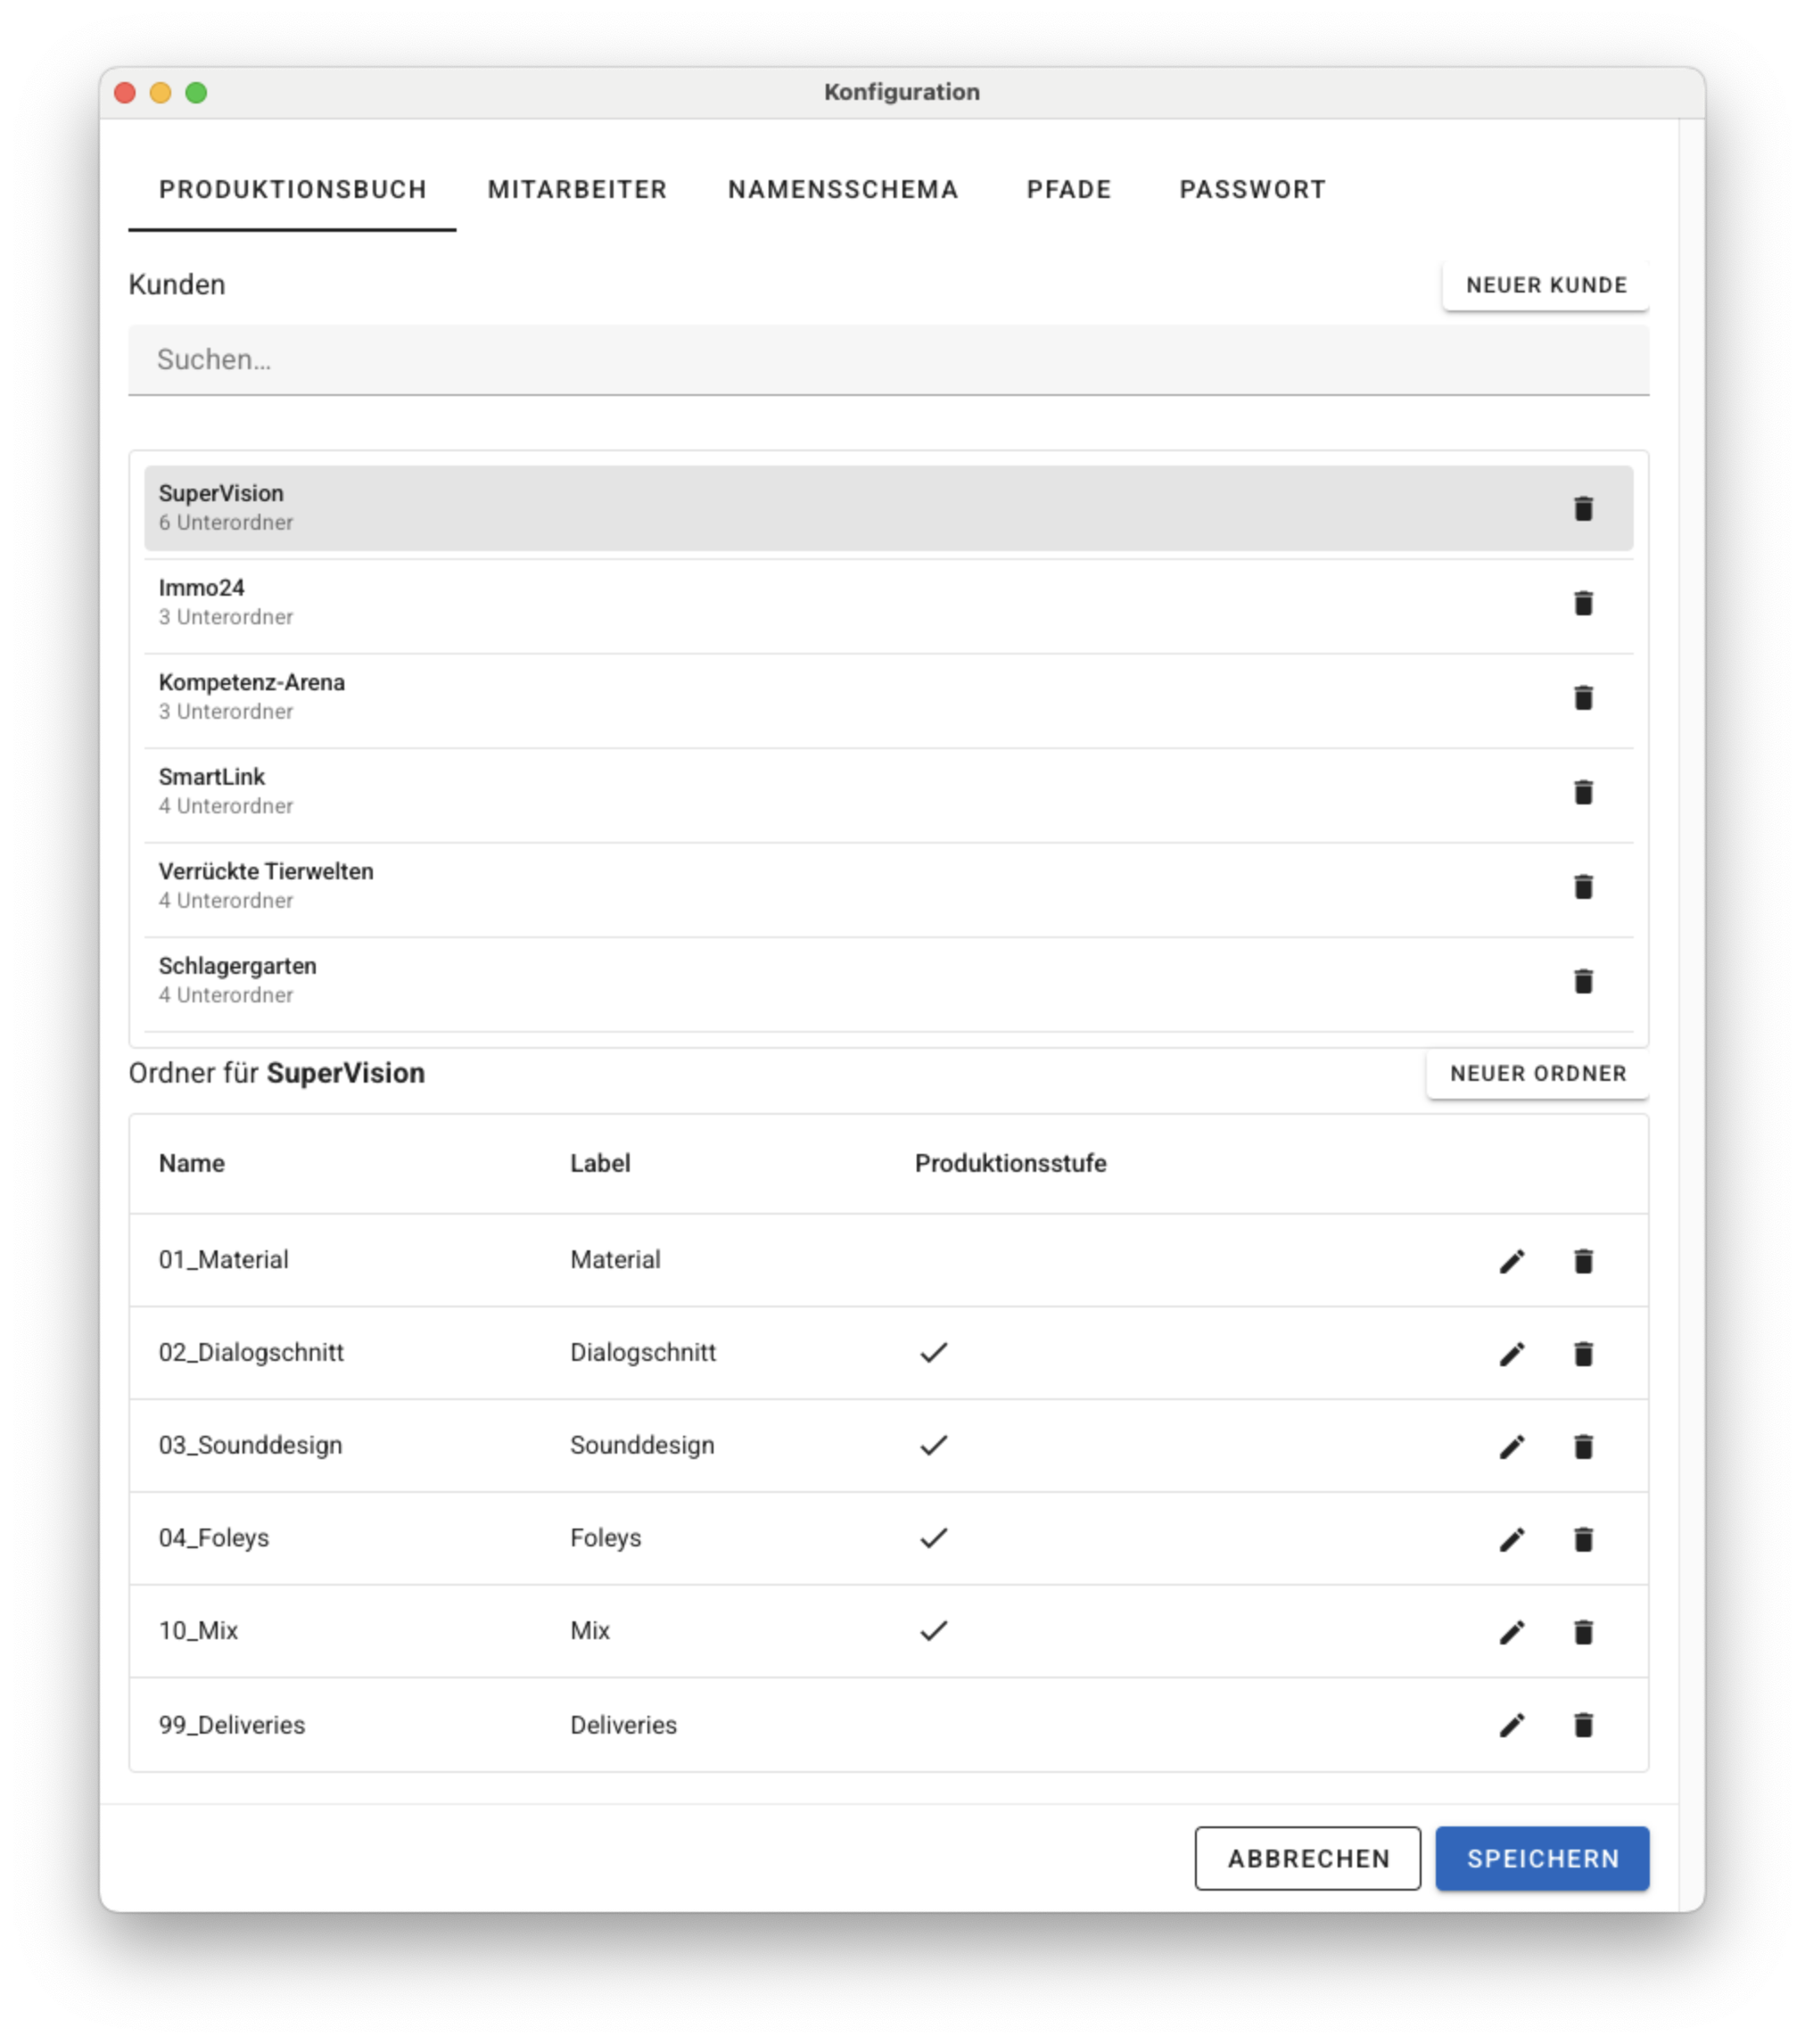 Konfiguration
PRODUKTIONSBUCH MITARBEITER NAMENSSCHEMA PFADE PASSWORT
Kunden NEUER KUNDE
Suchen…
SuperVision
6 Unterordner
Immo24
3 Unterordner
Kompetenz-Arena
3 Unterordner
SmartLink
4 Unterordner
Verrückte Tierwelten
4 Unterordner
Schlagergarten
4 Unterordner
Ordner für SuperVision NEUER ORDNER
Name Label Produktionsstufe
01_Material Material
02_Dialogschnitt Dialogschnitt
03_Sounddesign Sounddesign
04_Foleys Foleys
10_Mix Mix
99_Deliveries Deliveries
ABBRECHEN SPEICHERN